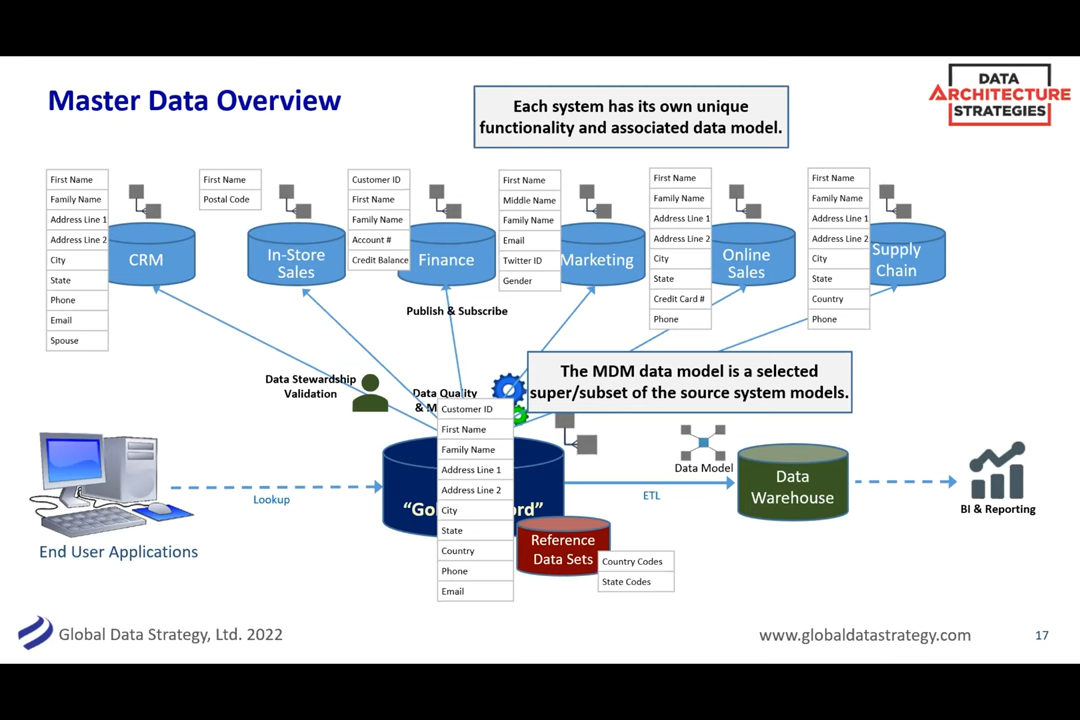 Master Data Overview
Each system has its own unique
functionality and associated data model.
DATA
ARCHITECTURE
STRATEGIES
First Name
Family Name
Address Line 1
Address Line 2
City
State
Phone
Email
Spouse
CRM
First Name
Postal Code
In-Store
Sales
Customer ID
First Name
Family Name
Account #
Credit Balance
Finance
First Name
Middle Name
Family Name
Email
Twitter ID
Gender
Marketing
First Name
Family Name
Address Line 1
Address Line 2
City
State
Credit Card #
Phone
Online
Sales
First Name
Family Name
Address Line 1
Address Line 2
City
State
Country
Phone
Supply
Chain
Publish & Subscribe
Data Stewardship
Validation
Data Quality
&
The MDM data model is a selected
super/subset of the source system models.
Customer ID
First Name
Family Name
Address Line 1
Address Line 2
City
State
Country
Phone
Email
Reference
Data Sets
Country Codes
State Codes
Lookup
End User Applications
Data Model
ETL
Data
Warehouse
BI & Reporting
Global Data Strategy, Ltd. 2022
www.globaldatastrategy.com
17